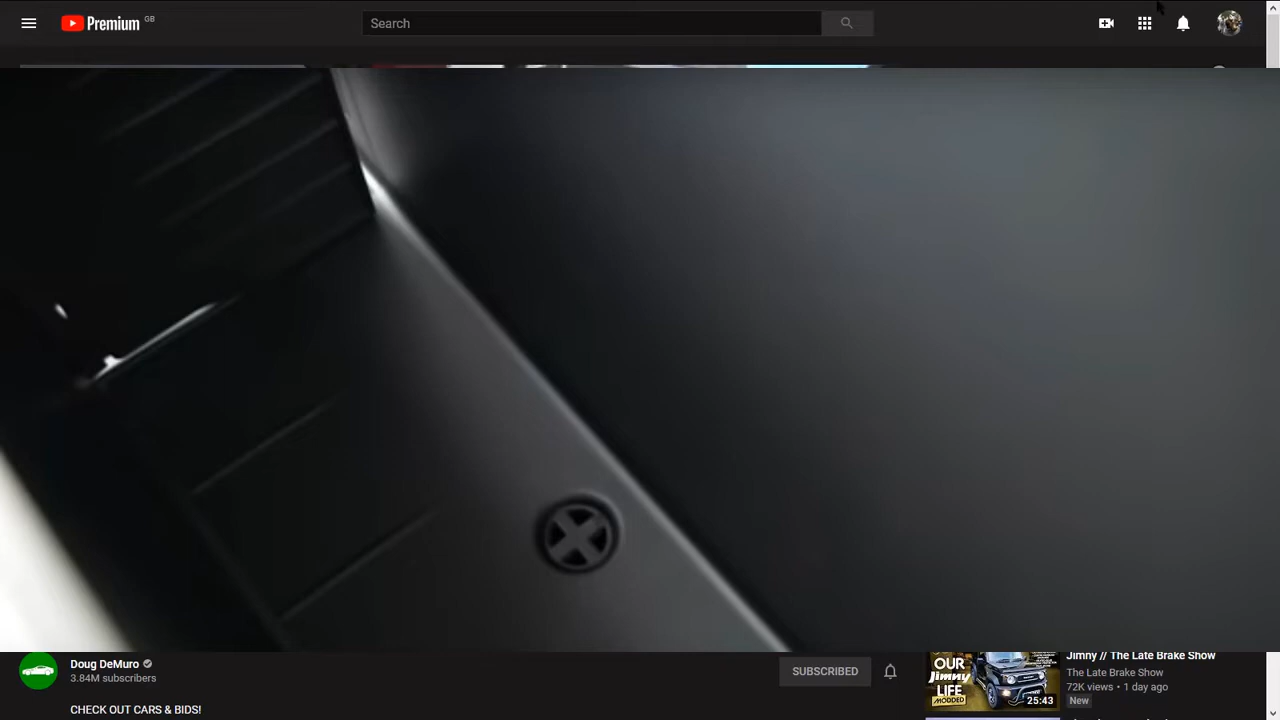 Premium GB
Search
Doug DeMuro
3.84M subscribers
SUBSCRIBED
CHECK OUT CARS & BIDS!
OUR
Jimny
LIFE
MODDED
25:43
Jimny // The Late Brake Show
The Late Brake Show
72K views • 1 day ago
New